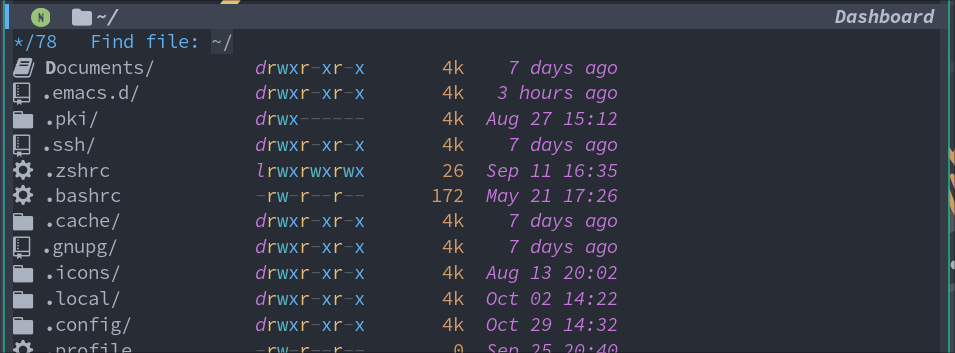 N ~/ Dashboard
*/78 Find file: ~/
Documents/ drwxr-xr-x 4k 7 days ago
.emacs.d/ drwxr-xr-x 4k 3 hours ago
.pki/ drwx------ 4k Aug 27 15:12
.ssh/ drwxr-xr-x 4k 7 days ago
.zshrc lrwxrwxrwx 26 Sep 11 16:35
.bashrc -rw-r--r-- 172 May 21 17:26
.cache/ drwxr-xr-x 4k 7 days ago
.gnupg/ drwxr-xr-x 4k 7 days ago
.icons/ drwxr-xr-x 4k Aug 13 20:02
.local/ drwxr-xr-x 4k Oct 02 14:22
.config/ drwxr-xr-x 4k Oct 29 14:32
.profile -rw-r--r-- 0 Sep 25 20:40